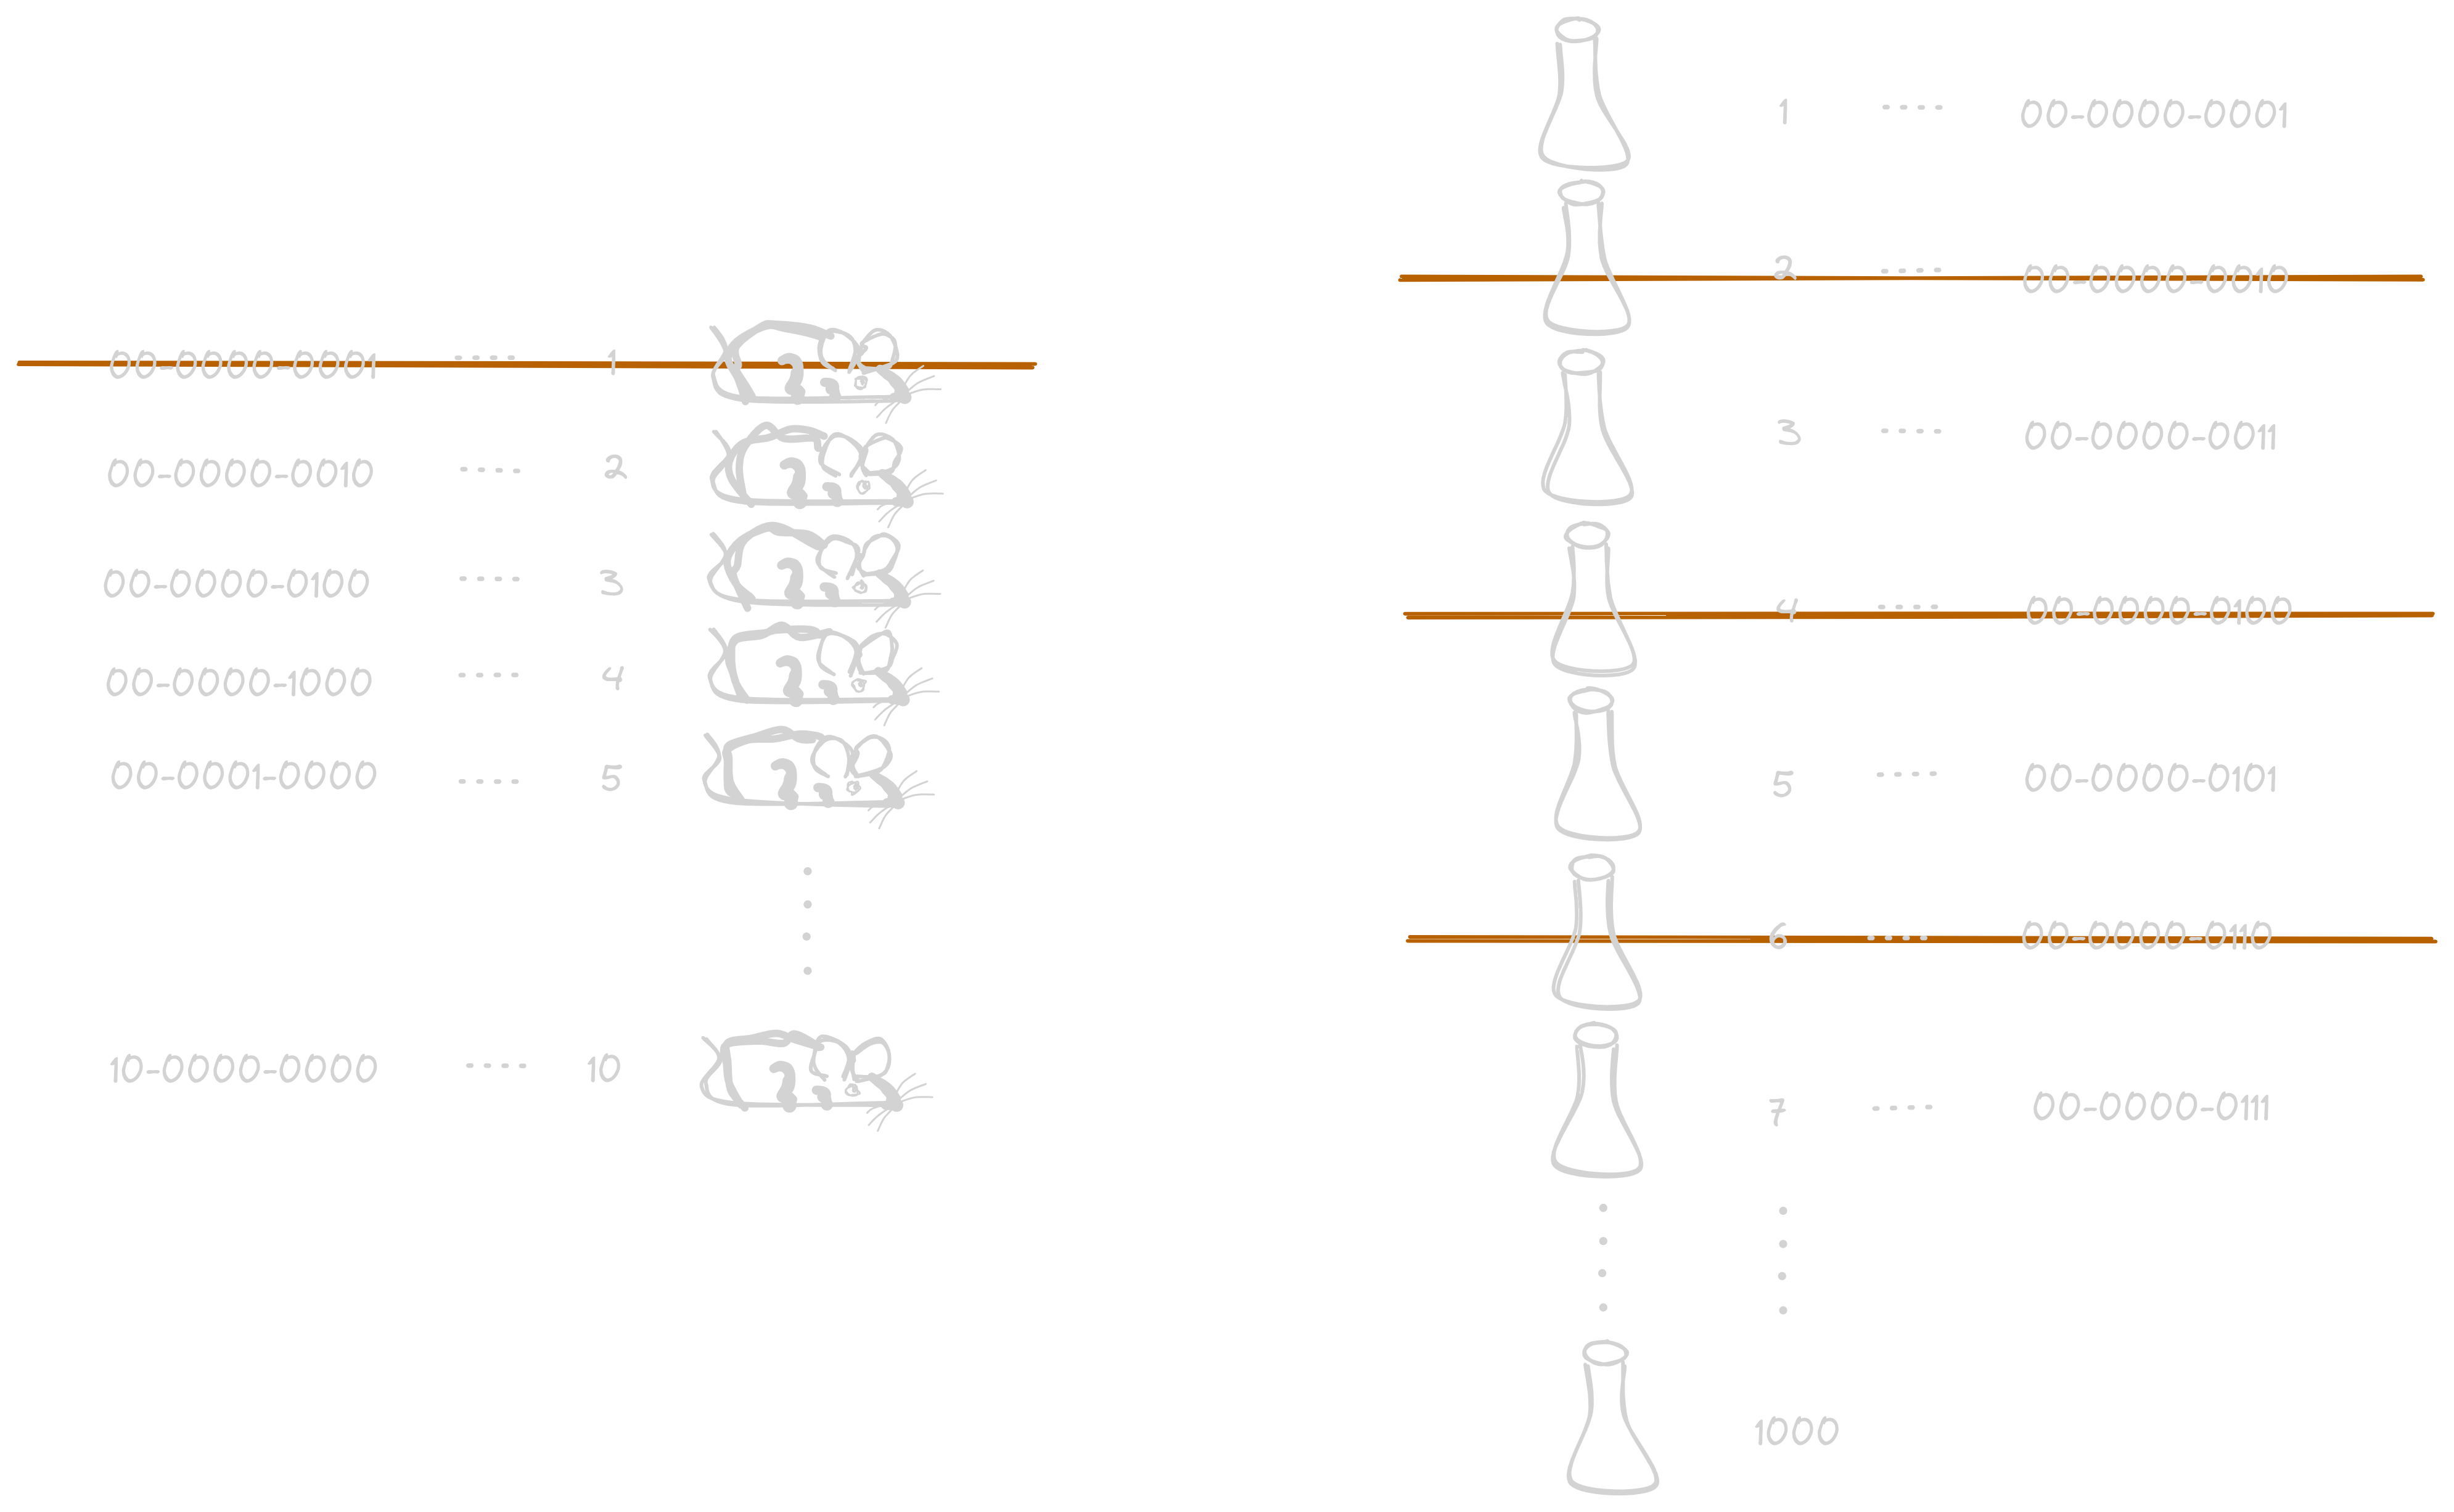 00-0000-0001 .... 1
00-0000-0010 .... 2
00-0000-0100 .... 3
00-0000-1000 .... 4
00-0001-0000 .... 5
10-0000-0000 .... 10
1 .... 00-0000-0001
2 .... 00-0000-0010
3 .... 00-0000-0011
4 .... 00-0000-0100
5 .... 00-0000-0101
6 .... 00-0000-0110
7 .... 00-0000-0111
1000